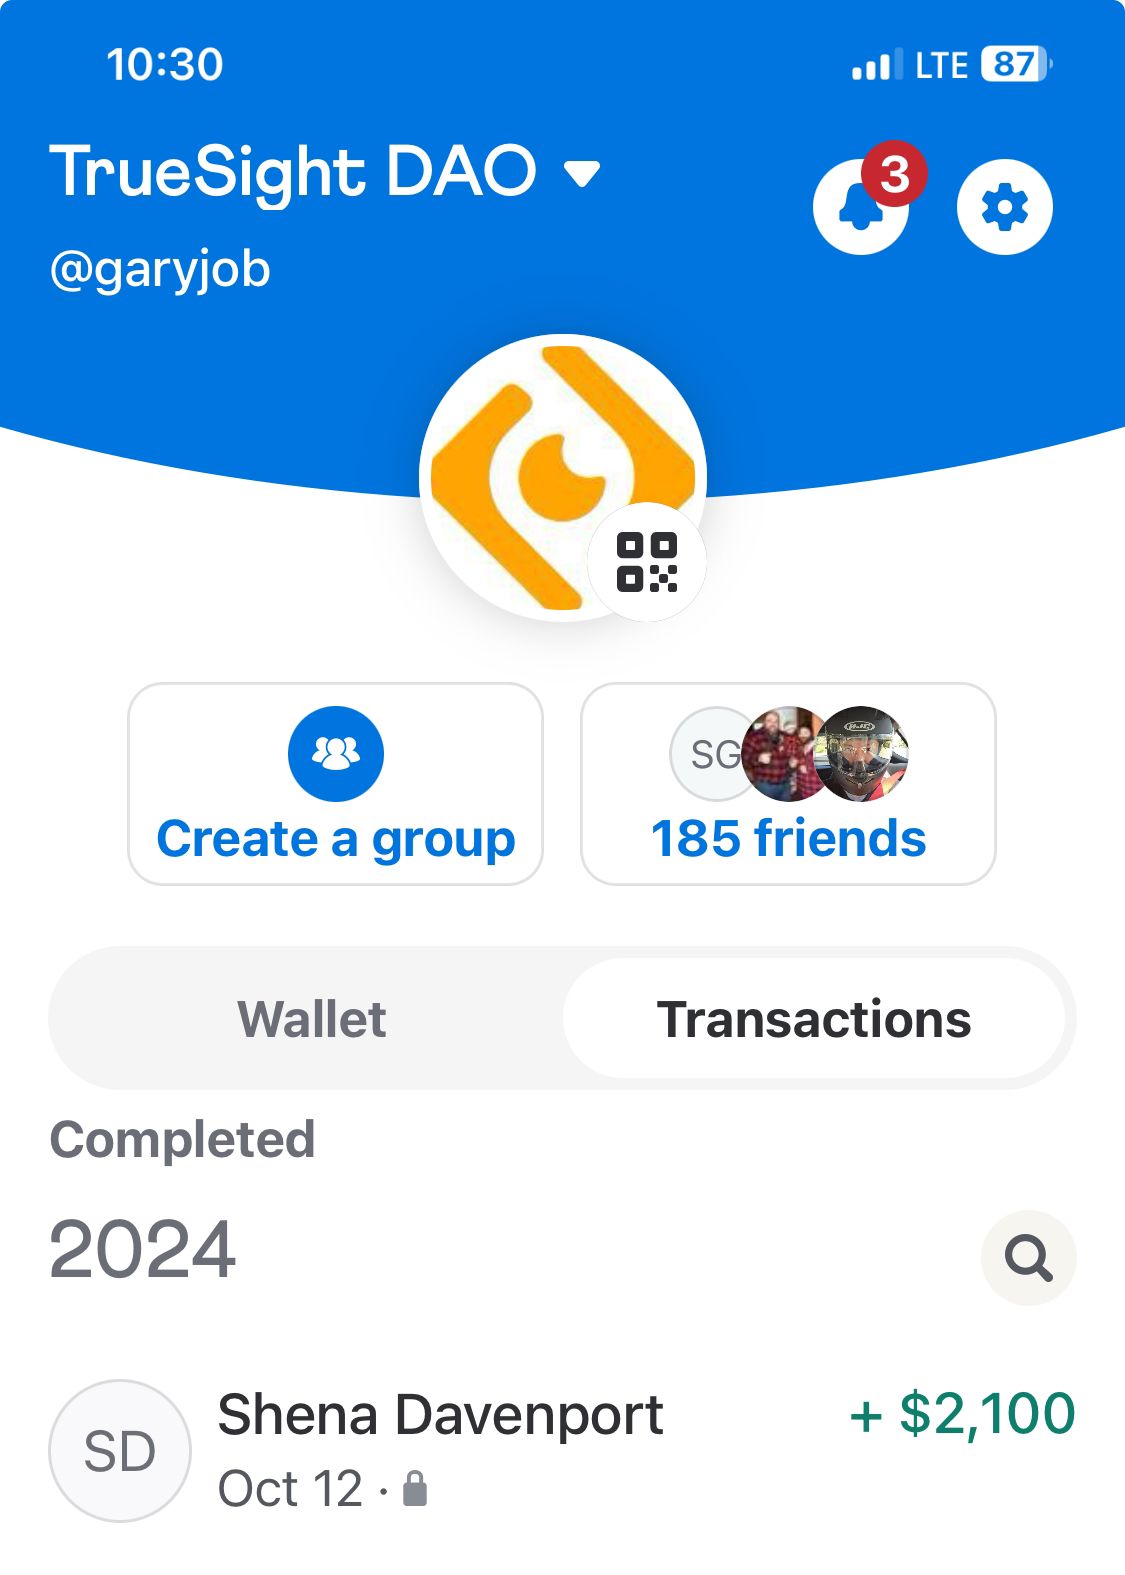 10:30
LTE 87
TrueSight DAO
3
@garyjob
SG
Create a group
185 friends
Wallet
Transactions
Completed
2024
SD
Shena Davenport
+ $2,100
Oct 12 ·